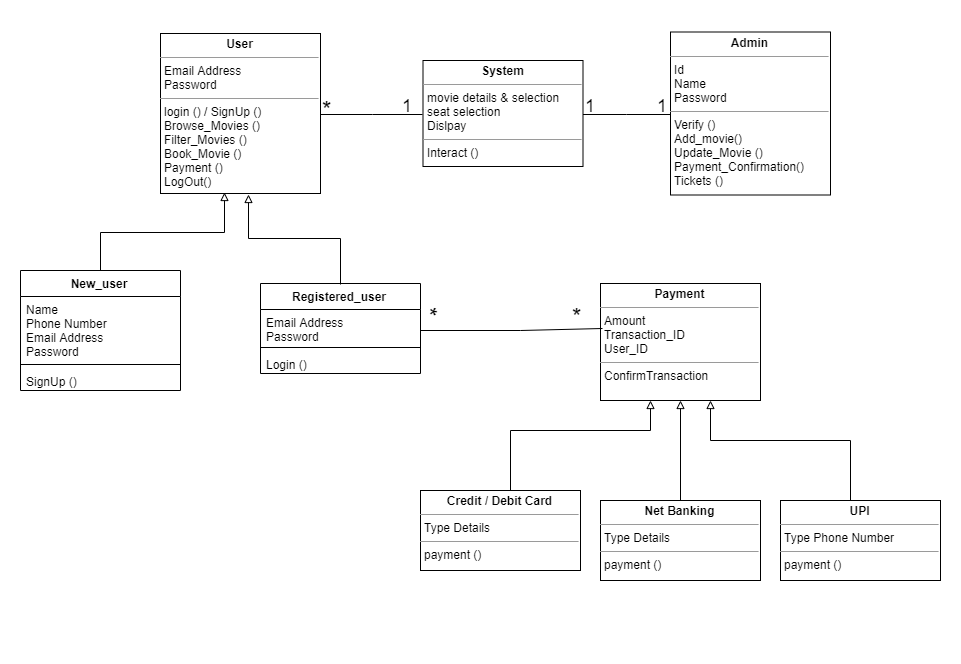 User
Email Address
Password
login () / SignUp ()
Browse_Movies ()
Filter_Movies ()
Book_Movie ()
Payment ()
LogOut()
*
1
System
movie details & selection
seat selection
DisIpay
Interact ()
1
1
Admin
Id
Name
Password
Verify ()
Add_movie()
Update_Movie ()
Payment_Confirmation()
Tickets ()
New_user
Name
Phone Number
Email Address
Password
SignUp ()
Registered_user
Email Address
Password
Login ()
*
*
Payment
Amount
Transaction_ID
User_ID
ConfirmTransaction
Credit / Debit Card
Type Details
payment ()
Net Banking
Type Details
payment ()
UPI
Type Phone Number
payment ()